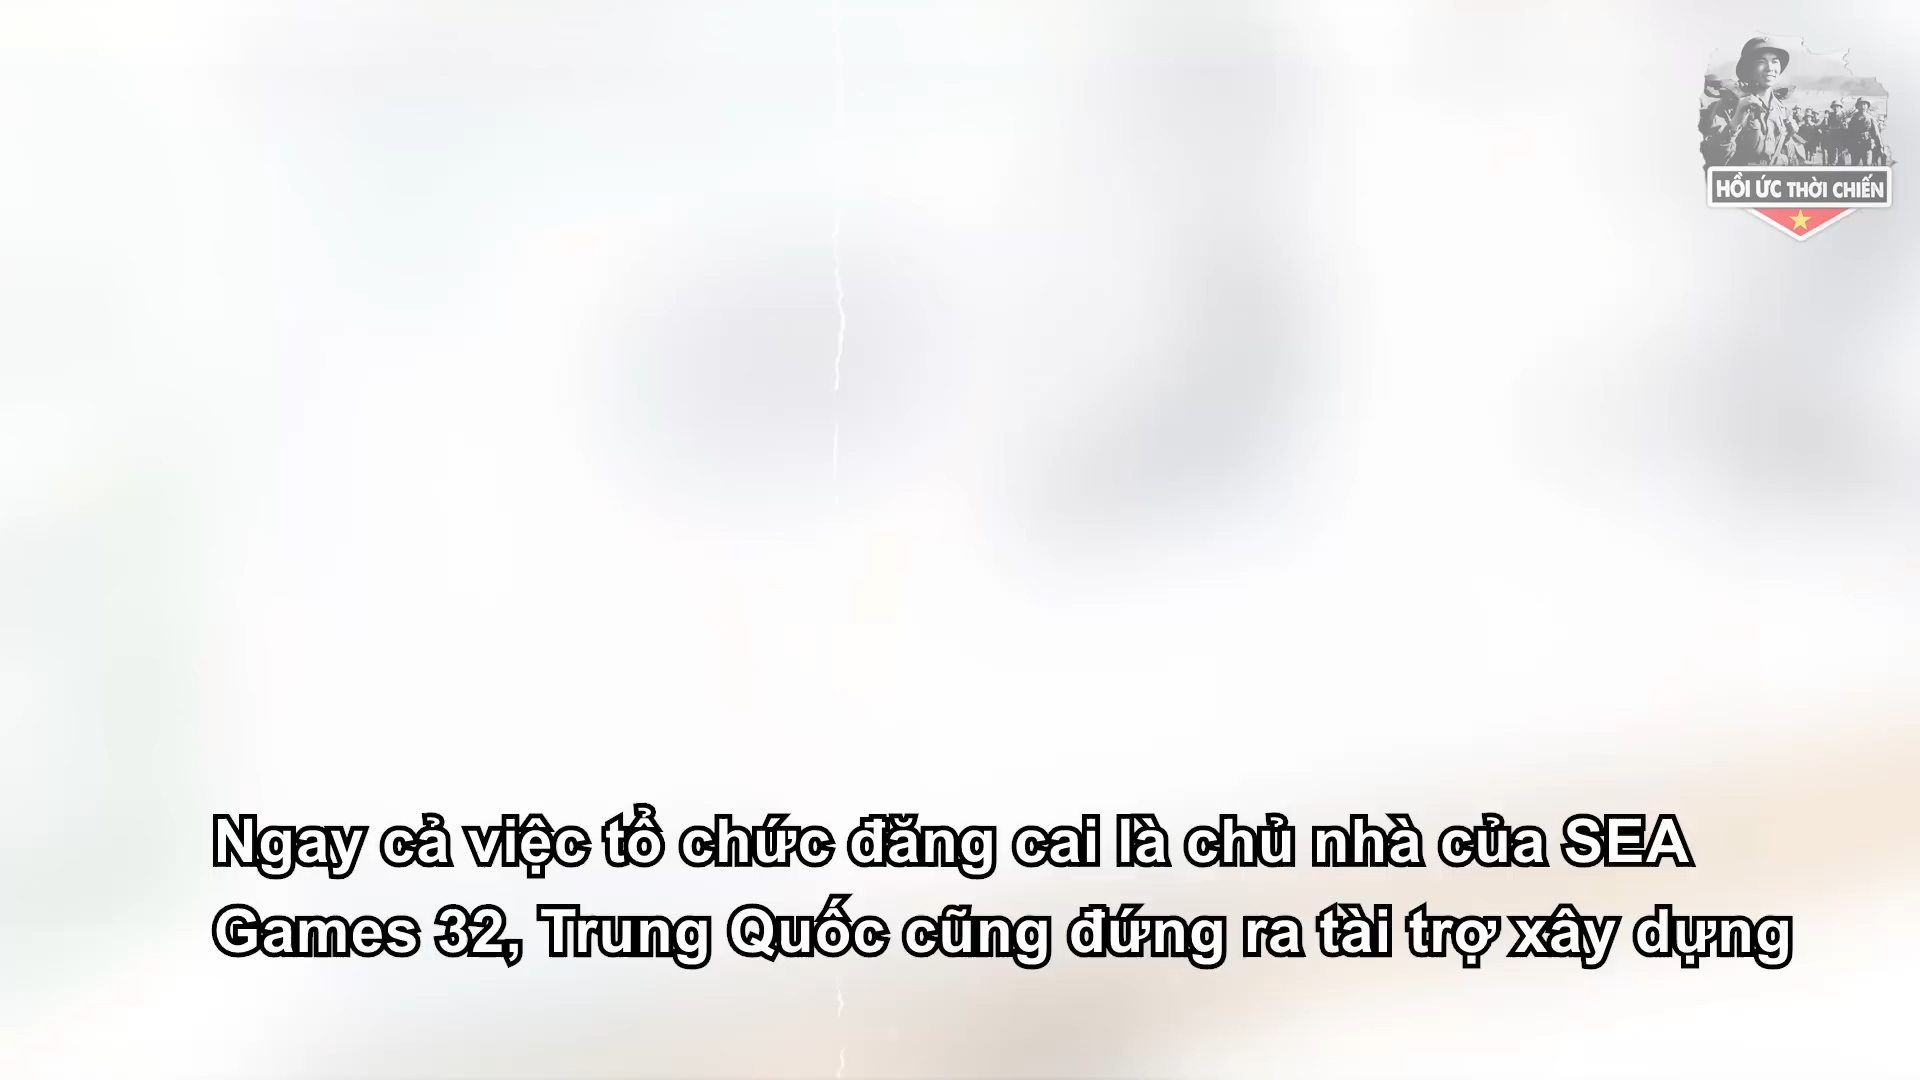 HỒI ỨC THỜI CHIẾN
Ngay cả việc tổ chức đăng cai là chủ nhà của SEA
Games 32, Trung Quốc cũng đứng ra tài trợ xây dựng